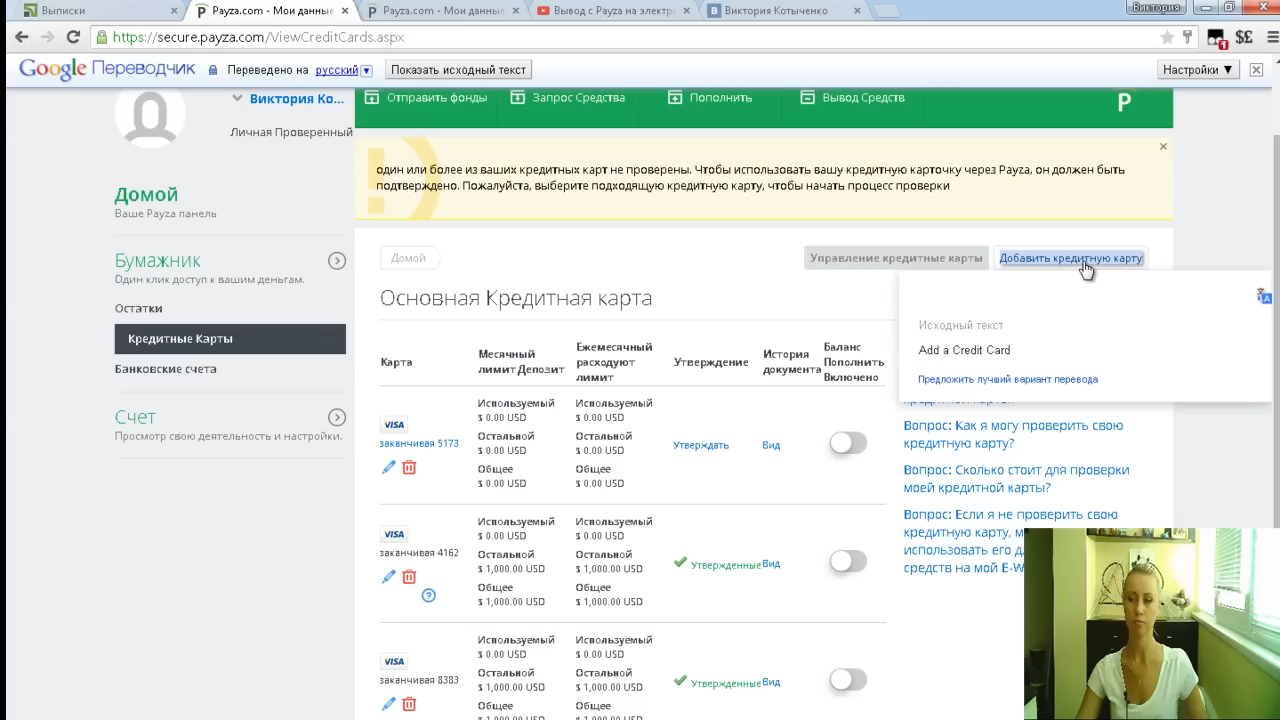 Выписки
Payza.com - Мои данные
Payza.com - Мои данные
Вывод с Payza на электр
Виктория Котыченко
Виктория
https://secure.payza.com/ViewCreditCards.aspx
1
$£
Google Переводчик
Переведено на русский
Показать исходный текст
Настройки ▼
Виктория Ко...
Личная Проверенный
Отправить фонды
Запрос Средства
Пополнить
Вывод Средств
P
один или более из ваших кредитных карт не проверены. Чтобы использовать вашу кредитную карточку через Payza, он должен быть
подтверждено. Пожалуйста, выберите подходящую кредитную карту, чтобы начать процесс проверки
Домой
Ваше Payza панель
Бумажник
Один клик доступ к вашим деньгам.
Остатки
Кредитные Карты
Банковские счета
Счет
Просмотр свою деятельность и настройки.
Домой
Управление кредитные карты
Добавить кредитную карту
Основная Кредитная карта
Исходный текст
Add a Credit Card
Предложить лучший вариант перевода
Карта
Месячный
лимит Депозит
Ежемесячный
расходуют
лимит
Утверждение
История
документа
Баланс
Пополнить
Включено
VISA
заканчивая 5173
Используемый
$ 0.00 USD
Остальной
$ 0.00 USD
Общее
$ 0.00 USD
Используемый
$ 0.00 USD
Остальной
$ 0.00 USD
Общее
$ 0.00 USD
Утверждать
Вид
VISA
заканчивая 4162
Используемый
$ 0.00 USD
Остальной
$ 1,000.00 USD
Общее
$ 1,000.00 USD
Используемый
$ 0.00 USD
Остальной
$ 1,000.00 USD
Общее
$ 1,000.00 USD
Утвержденные
Вид
VISA
заканчивая 8383
Используемый
$ 0.00 USD
Остальной
$ 1,000.00 USD
Общее
$ 1,000.00 USD
Используемый
$ 0.00 USD
Остальной
$ 1,000.00 USD
Общее
$ 1,000.00 USD
Утвержденные
Вид
Вопрос: Как я могу проверить свою
кредитную карту?
Вопрос: Сколько стоит для проверки
моей кредитной карты?
Вопрос: Если я не проверить свою
кредитную карту,
использовать его
средств на мой